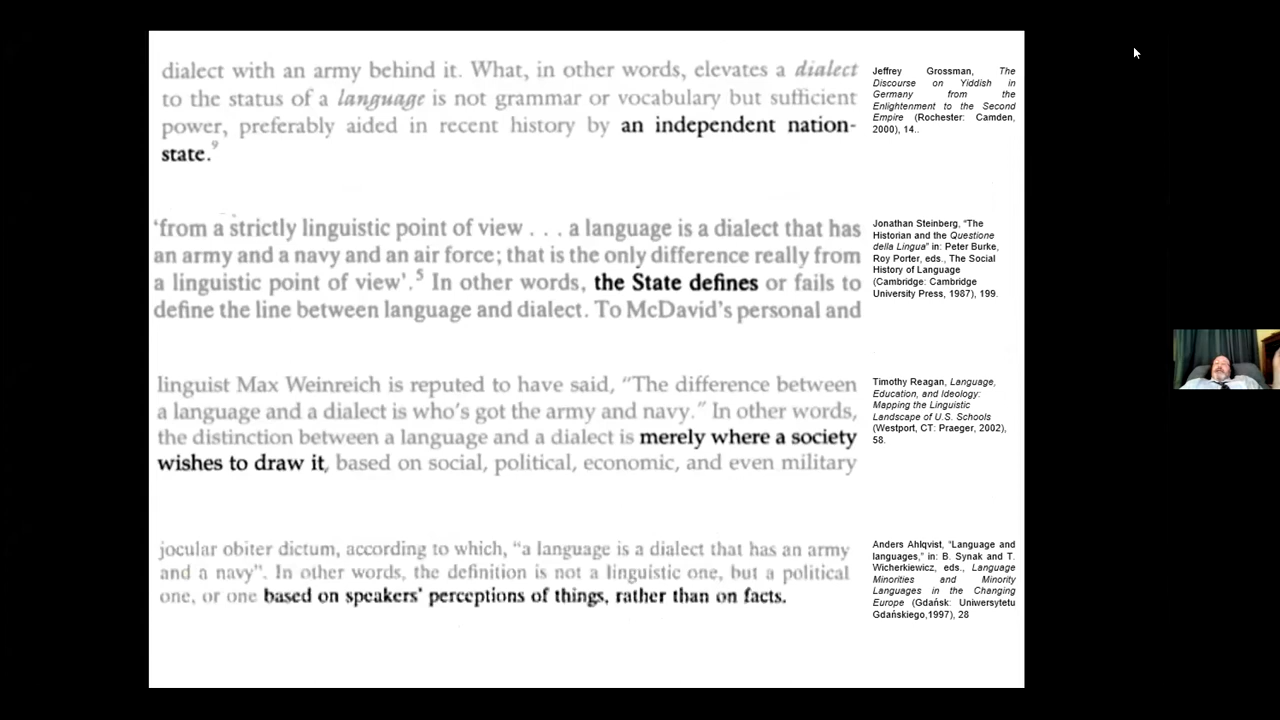 dialect with an army behind it. What, in other words, elevates a dialect
to the status of a language is not grammar or vocabulary but sufficient
power, preferably aided in recent history by an independent nation-
state.9
Jeffrey Grossman, The
Discourse on Yiddish in
Germany from the
Enlightenment to the Second
Empire (Rochester: Camden,
2000), 14..
'from a strictly linguistic point of view . . . a language is a dialect that has
an army and a navy and an air force; that is the only difference really from
a linguistic point of view'.5 In other words, the State defines or fails to
define the line between language and dialect. To McDavid's personal and
Jonathan Steinberg, "The
Historian and the Questione
della Lingua" in: Peter Burke,
Roy Porter, eds., The Social
History of Language
(Cambridge: Cambridge
University Press, 1987), 199.
linguist Max Weinreich is reputed to have said, "The difference between
a language and a dialect is who's got the army and navy." In other words,
the distinction between a language and a dialect is merely where a society
wishes to draw it, based on social, political, economic, and even military
Timothy Reagan, Language,
Education, and Ideology:
Mapping the Linguistic
Landscape of U.S. Schools
(Westport, CT: Praeger, 2002),
58.
jocular obiter dictum, according to which, "a language is a dialect that has an army
and a navy". In other words, the definition is not a linguistic one, but a political
one, or one based on speakers' perceptions of things, rather than on facts.
Anders Ahlqvist, "Language and
languages," in: B. Synak and T.
Wicherkiewicz, eds., Language
Minorities and Minority
Languages in the Changing
Europe (Gdańsk: Uniwersytetu
Gdańskiego,1997), 28